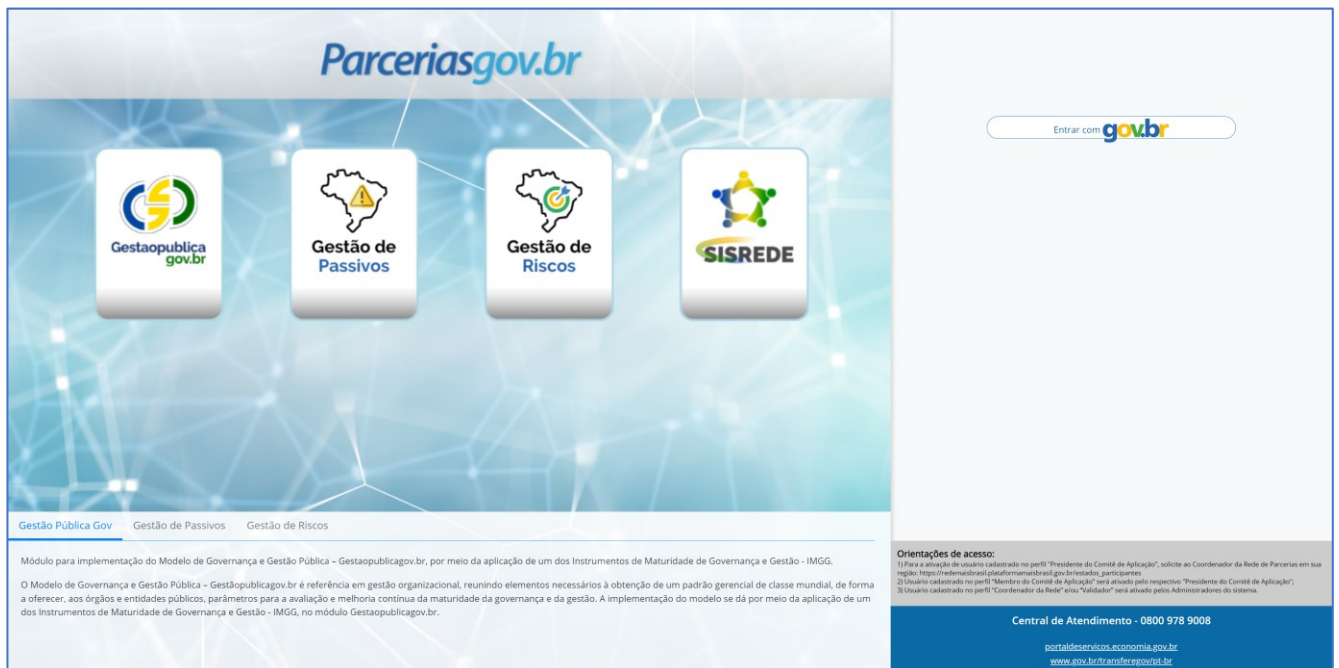 Parceriasgov.br
Entrar com gov.br
Gestaopublica
gov.br
Gestão de
Passivos
Gestão de
Riscos
SISREDE
Gestão Pública Gov Gestão de Passivos Gestão de Riscos
Módulo para implementação do Modelo de Governança e Gestão Pública – Gestaopublicagov.br, por meio da aplicação de um dos Instrumentos de Maturidade de Governança e Gestão - IMGG.
O Modelo de Governança e Gestão Pública – Gestãopublicagov.br é referência em gestão organizacional, reunindo elementos necessários à obtenção de um padrão gerencial de classe mundial, de forma
a oferecer, aos órgãos e entidades públicos, parâmetros para a avaliação e melhoria contínua da maturidade da governança e da gestão. A implementação do modelo se dá por meio da aplicação de um
dos Instrumentos de Maturidade de Governança e Gestão - IMGG, no módulo Gestaopublicagov.br.
Orientações de acesso:
1) Para a ativação de usuário cadastrado no perfil "Presidente do Comitê de Aplicação", solicite ao Coordenador da Rede de Parcerias em sua
região: https://redemaisbrasil.plataformamaisbrasil.gov.br/estados_participantes
2) Usuário cadastrado no perfil "Membro do Comitê de Aplicação" será ativado pelo respectivo "Presidente do Comitê de Aplicação";
3) Usuário cadastrado no perfil "Coordenador da Rede" e/ou "Validador" será ativado pelos Administradores do sistema.
Central de Atendimento - 0800 978 9008
portaldeservicos.economia.gov.br
www.gov.br/transferegov/pt-br